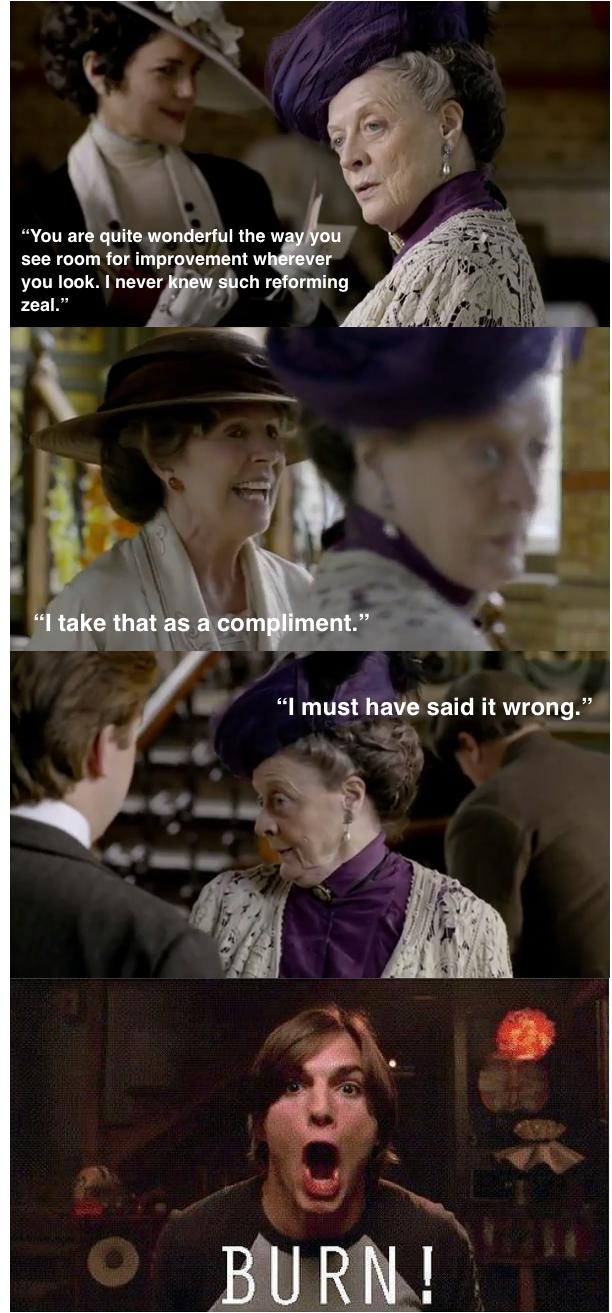 “You are quite wonderful the way you
see room for improvement wherever
you look. I never knew such reforming
zeal.”
“I take that as a compliment.”
“I must have said it wrong.”
BURN!